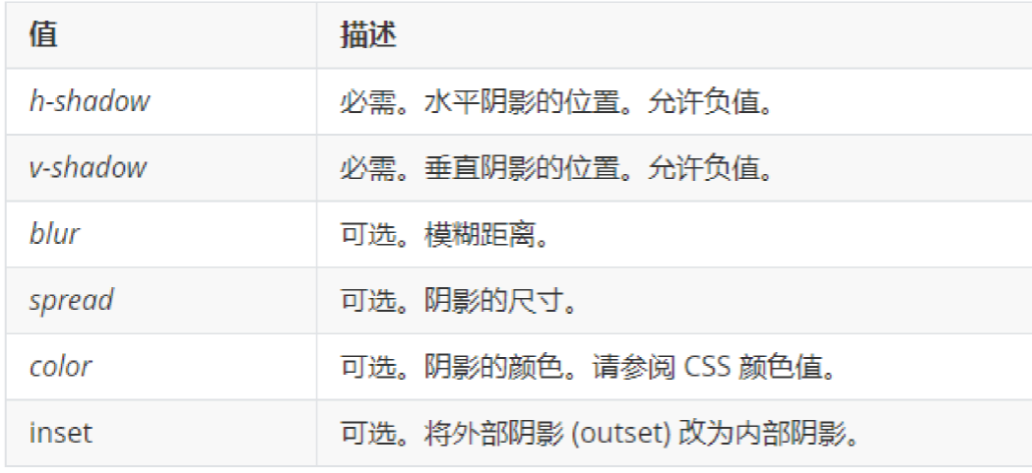 值 描述
h-shadow 必需。水平阴影的位置。允许负值。
v-shadow 必需。垂直阴影的位置。允许负值。
blur 可选。模糊距离。
spread 可选。阴影的尺寸。
color 可选。阴影的颜色。请参阅 CSS 颜色值。
inset 可选。将外部阴影 (outset) 改为内部阴影。